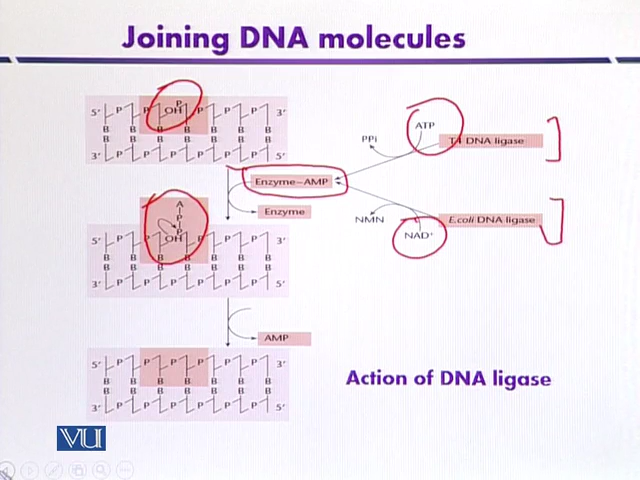 Joining DNA molecules
P
OH
5' P P P P P P 3'
B B B B B B B
B B B B B B B
3' P P P P P P 5'
ATP
PPi
T4 DNA ligase
Enzyme–AMP
Enzyme
NMN
E.coli DNA ligase
NAD⁺
A
P
P
OH
5' P P P P P 3'
B B B B B B B
B B B B B B B
3' P P P P P P 5'
AMP
5' P P P P P P 3'
B B B B B B B
B B B B B B B
3' P P P P P P 5'
Action of DNA ligase
VU